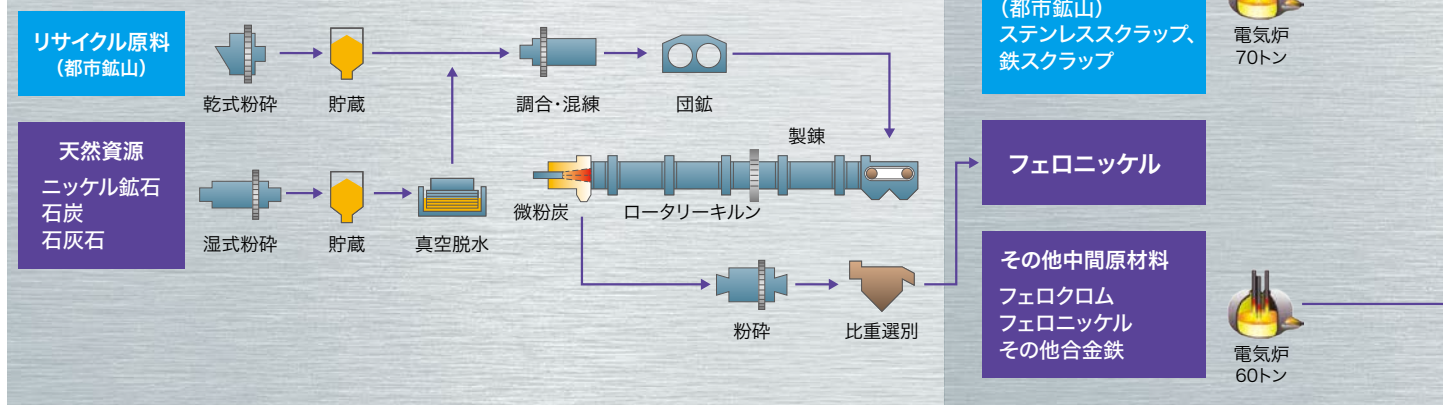 リサイクル原料
（都市鉱山）
乾式粉砕
貯蔵
調合・混練
団鉱
製錬
天然資源
ニッケル鉱石
石炭
石灰石
湿式粉砕
貯蔵
真空脱水
微粉炭
ロータリーキルン
粉砕
比重選別
（都市鉱山）
ステンレススクラップ、
鉄スクラップ
電気炉
70トン
フェロニッケル
その他中間原材料
フェロクロム
フェロニッケル
その他合金鉄
電気炉
60トン